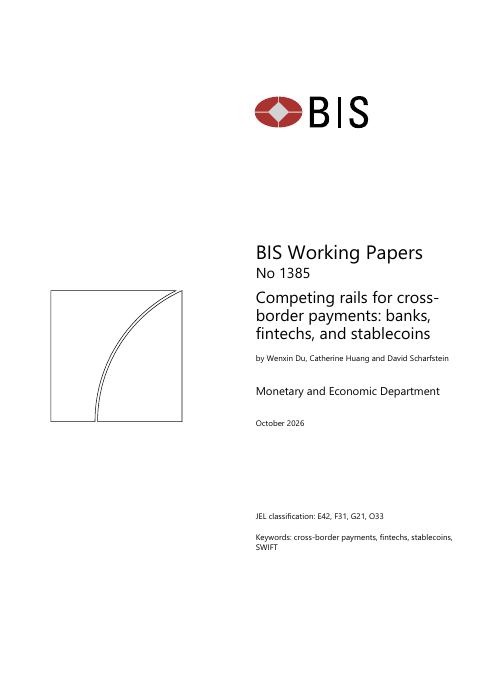 BIS
BIS Working Papers
No 1385
Competing rails for cross-
border payments: banks,
fintechs, and stablecoins
by Wenxin Du, Catherine Huang and David Scharfstein
Monetary and Economic Department
October 2026
JEL classification: E42, F31, G21, O33
Keywords: cross-border payments, fintechs, stablecoins,
SWIFT